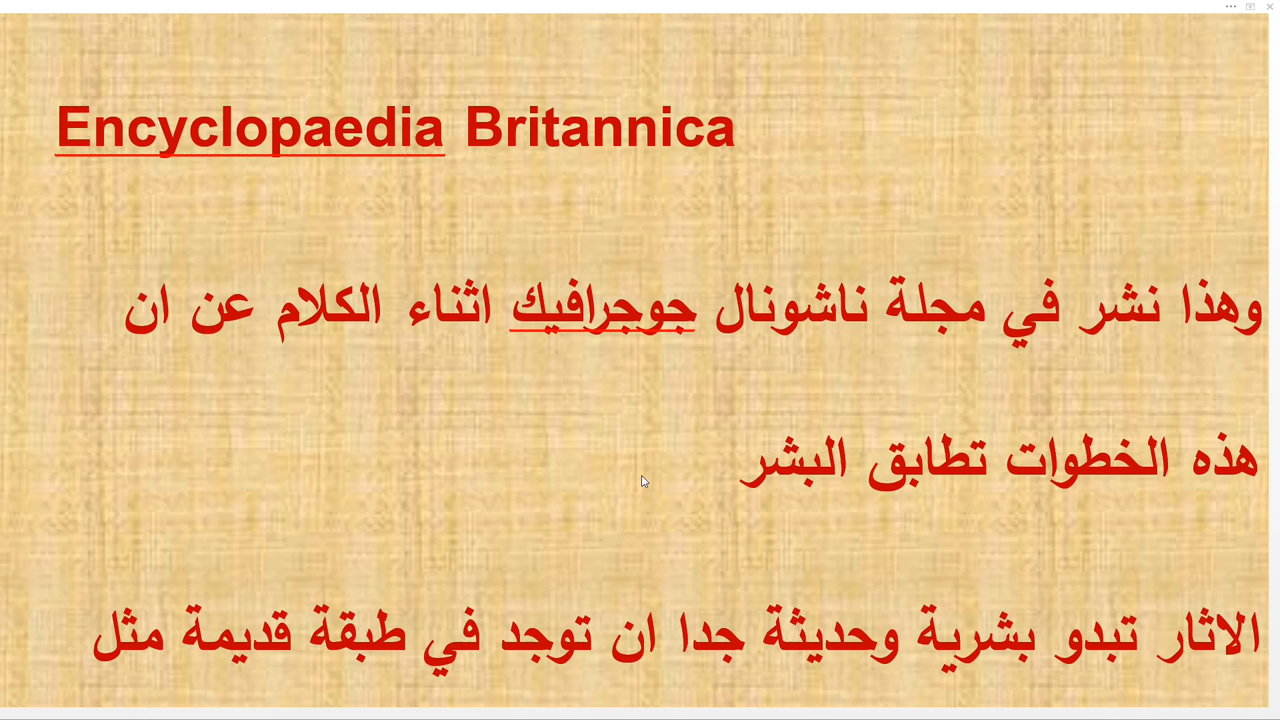 Encyclopaedia Britannica
وهذا نشر في مجلة ناشونال جوجرافيك اثناء الكلام عن ان
هذه الخطوات تطابق البشر
الاثار تبدو بشرية وحديثة جدا ان توجد في طبقة قديمة مثل